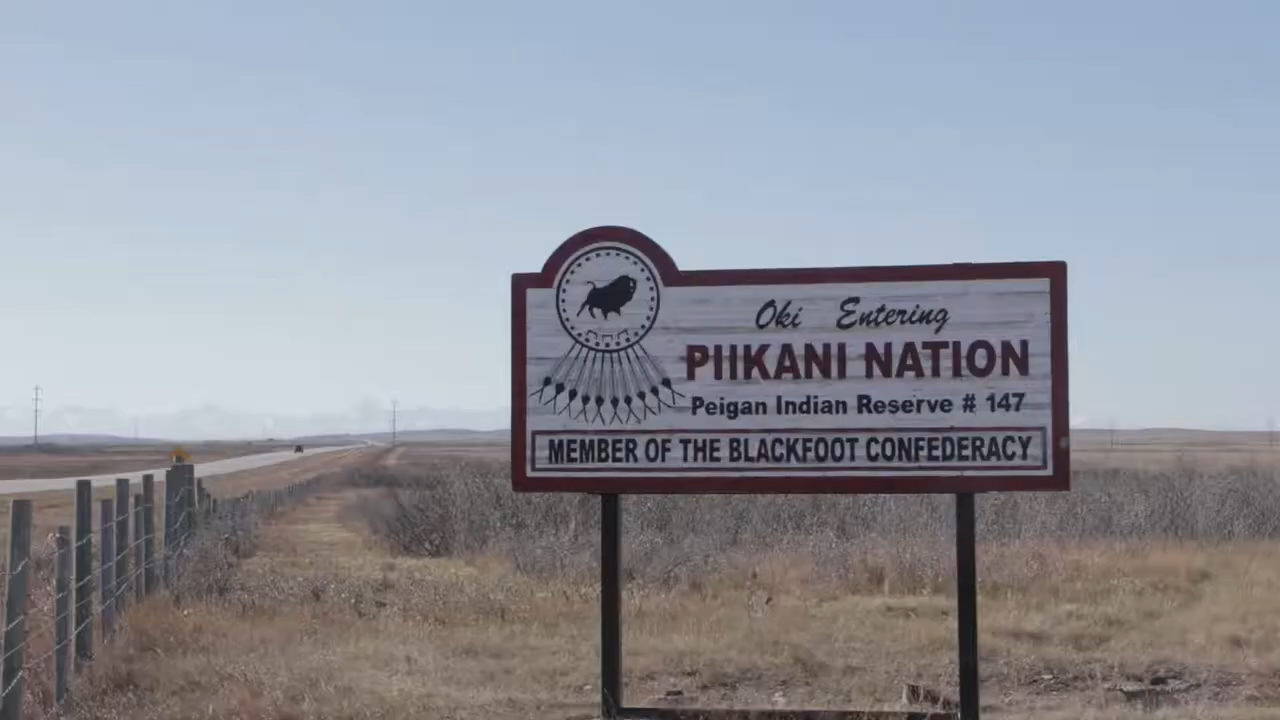 Oki Entering
PIIKANI NATION
Peigan Indian Reserve # 147
MEMBER OF THE BLACKFOOT CONFEDERACY